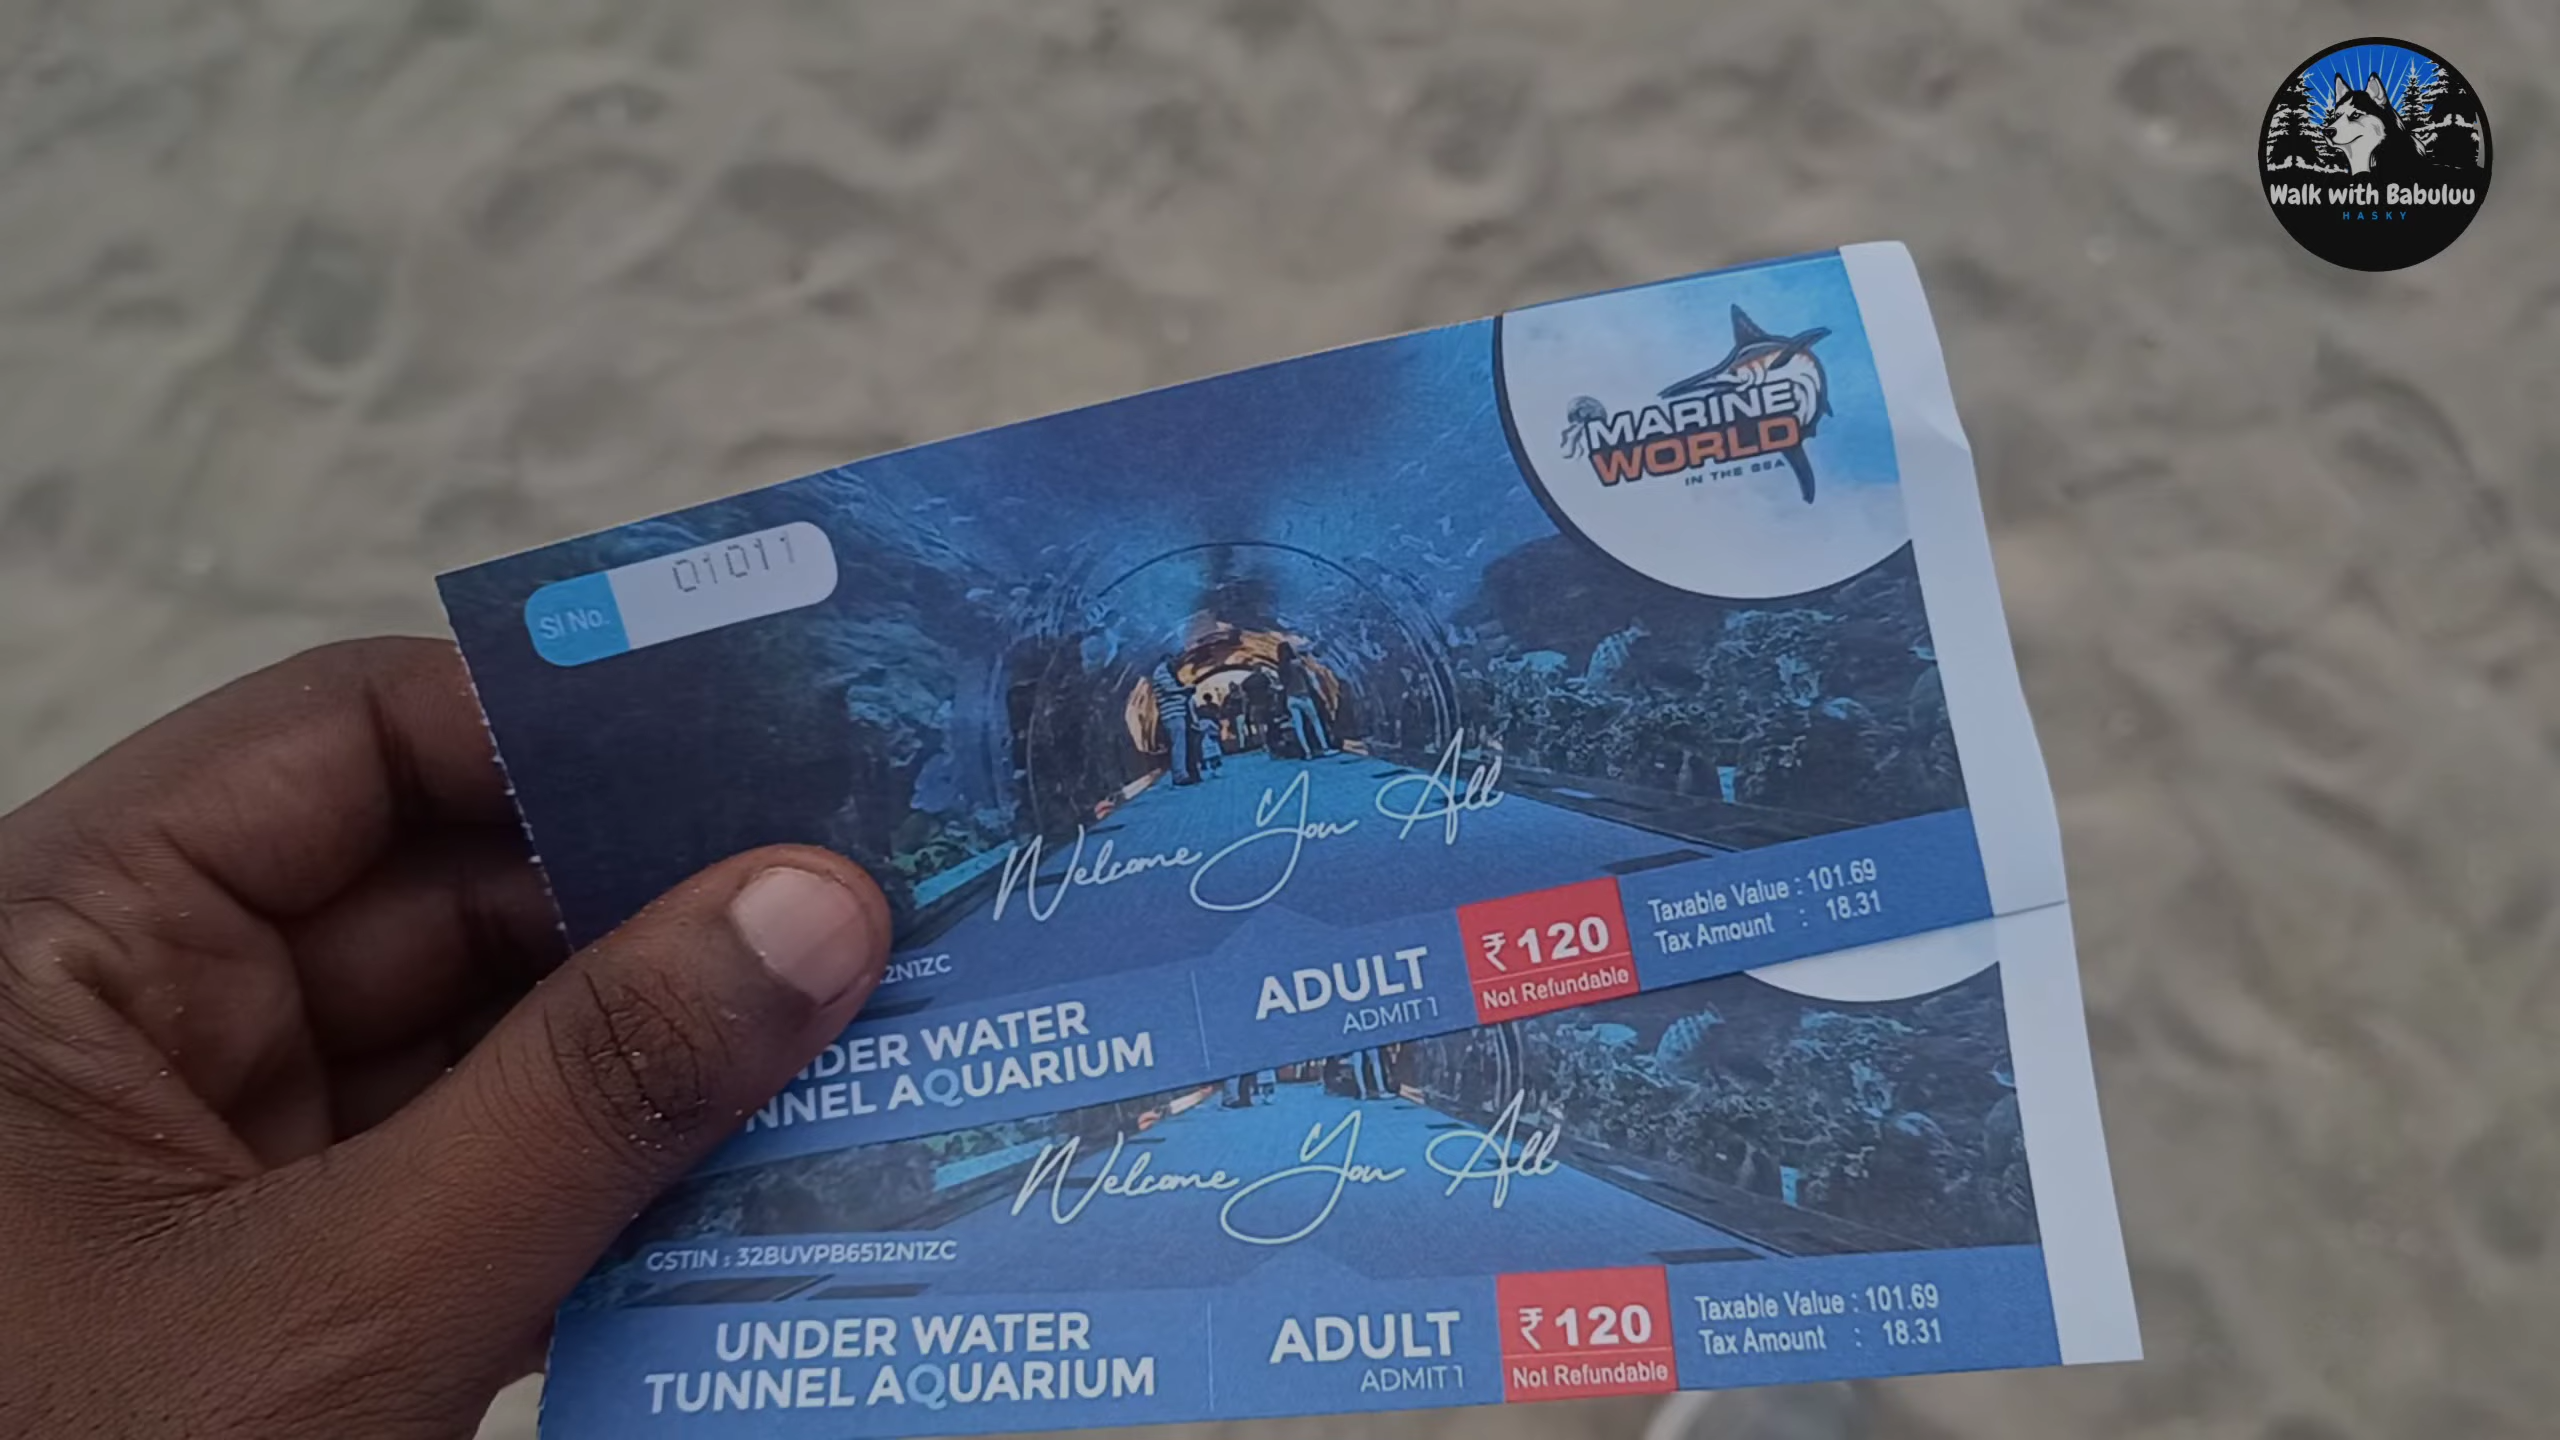 Walk with Babuluu
HASKY
MARINE
WORLD
IN THE SEA
Sl No. 01011
Welcome You All
2N1ZC
NDER WATER
NNEL AQUARIUM
ADULT
ADMIT 1
₹120
Not Refundable
Taxable Value : 101.69
Tax Amount : 18.31
Welcome You All
GSTIN : 32BUVPB6512N1ZC
UNDER WATER
TUNNEL AQUARIUM
ADULT
ADMIT 1
₹120
Not Refundable
Taxable Value : 101.69
Tax Amount : 18.31